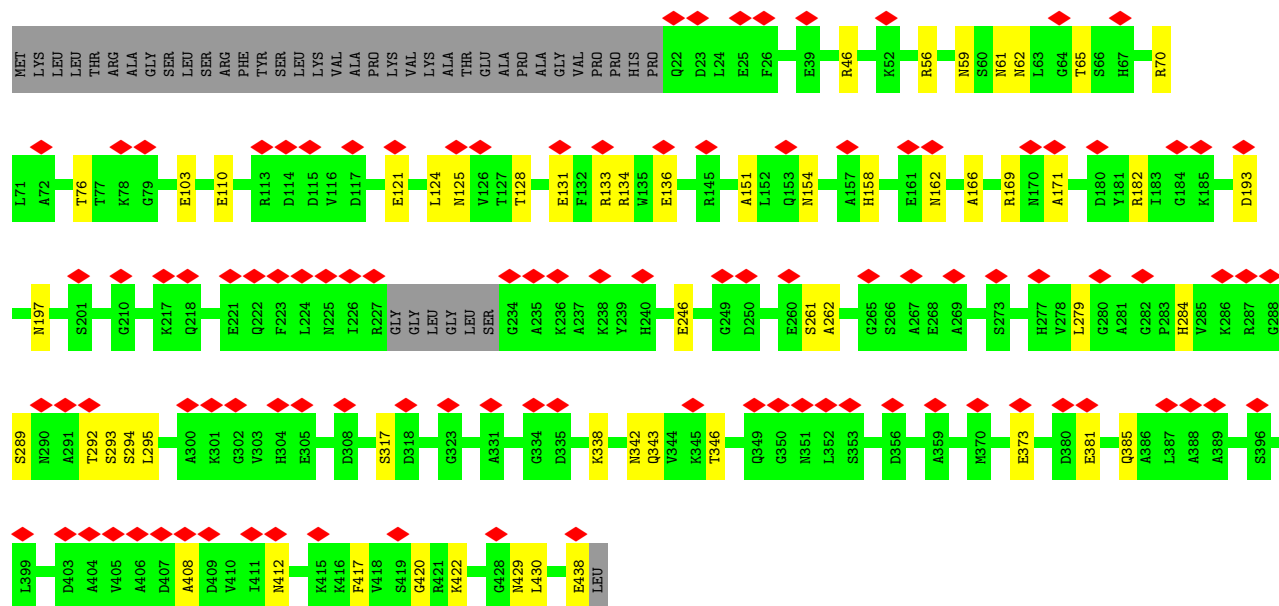 MET LYS LEU LEU THR ARG ALA GLY SER LEU SER ARG PHE TYR SER LEU LYS VAL ALA PRO LYS VAL LYS ALA THR GLU ALA PRO ALA GLY VAL PRO PRO HIS PRO Q22 D23 L24 E25 F26 E39 K52 R46 R56 N59 S60 N61 N62 L63 G64 T65 S66 H67 R70
L71 A72 T76 T77 K78 G79 E103 E110 R113 D114 D115 V116 D117 E121 L124 N125 V126 T127 T128 E131 F132 R133 R134 W135 E136 R145 A151 L152 Q153 N154 A157 H158 E161 N162 A166 R169 N170 A171 D180 Y181 R182 I183 G184 K185 D193
N197 S201 G210 K217 Q218 E221 Q222 F223 L224 N225 I226 R227 GLY GLY LEU GLY LEU SER G234 A235 K236 A237 K238 Y239 H240 E246 G249 D250 E260 S261 A262 G265 S266 A267 E268 A269 S273 H277 V278 L279 G280 A281 G282 P283 H284 V285 K286 R287 G288
S289 N290 A291 T292 S293 S294 L295 A300 K301 G302 V303 H304 E305 D308 S317 D318 G323 A331 G334 D335 K338 N342 Q343 V344 K345 T346 Q349 G350 N351 L352 S353 D356 A359 M370 E373 D380 E381 Q385 A386 L387 A388 A389 S396
L399 D403 A404 V405 A406 D407 A408 D409 V410 I411 N412 K415 K416 F417 V418 S419 G420 R421 K422 G428 N429 L430 E438 LEU